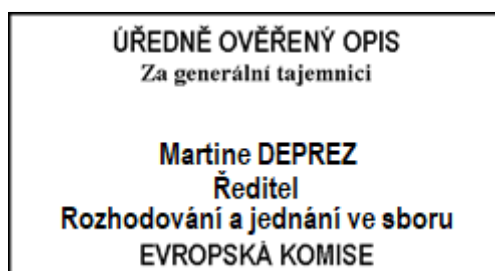 ÚŘEDNĚ OVĚŘENÝ OPIS
Za generální tajemnici
Martine DEPREZ
Ředitel
Rozhodování a jednání ve sboru
EVROPSKÁ KOMISE